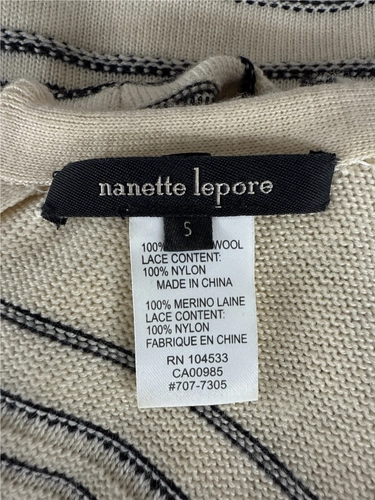 nanette lepore
S
100% WOOL
LACE CONTENT:
100% NYLON
MADE IN CHINA
100% MERINO LAINE
LACE CONTENT:
100% NYLON
FABRIQUE EN CHINE
RN 104533
CA00985
#707-7305